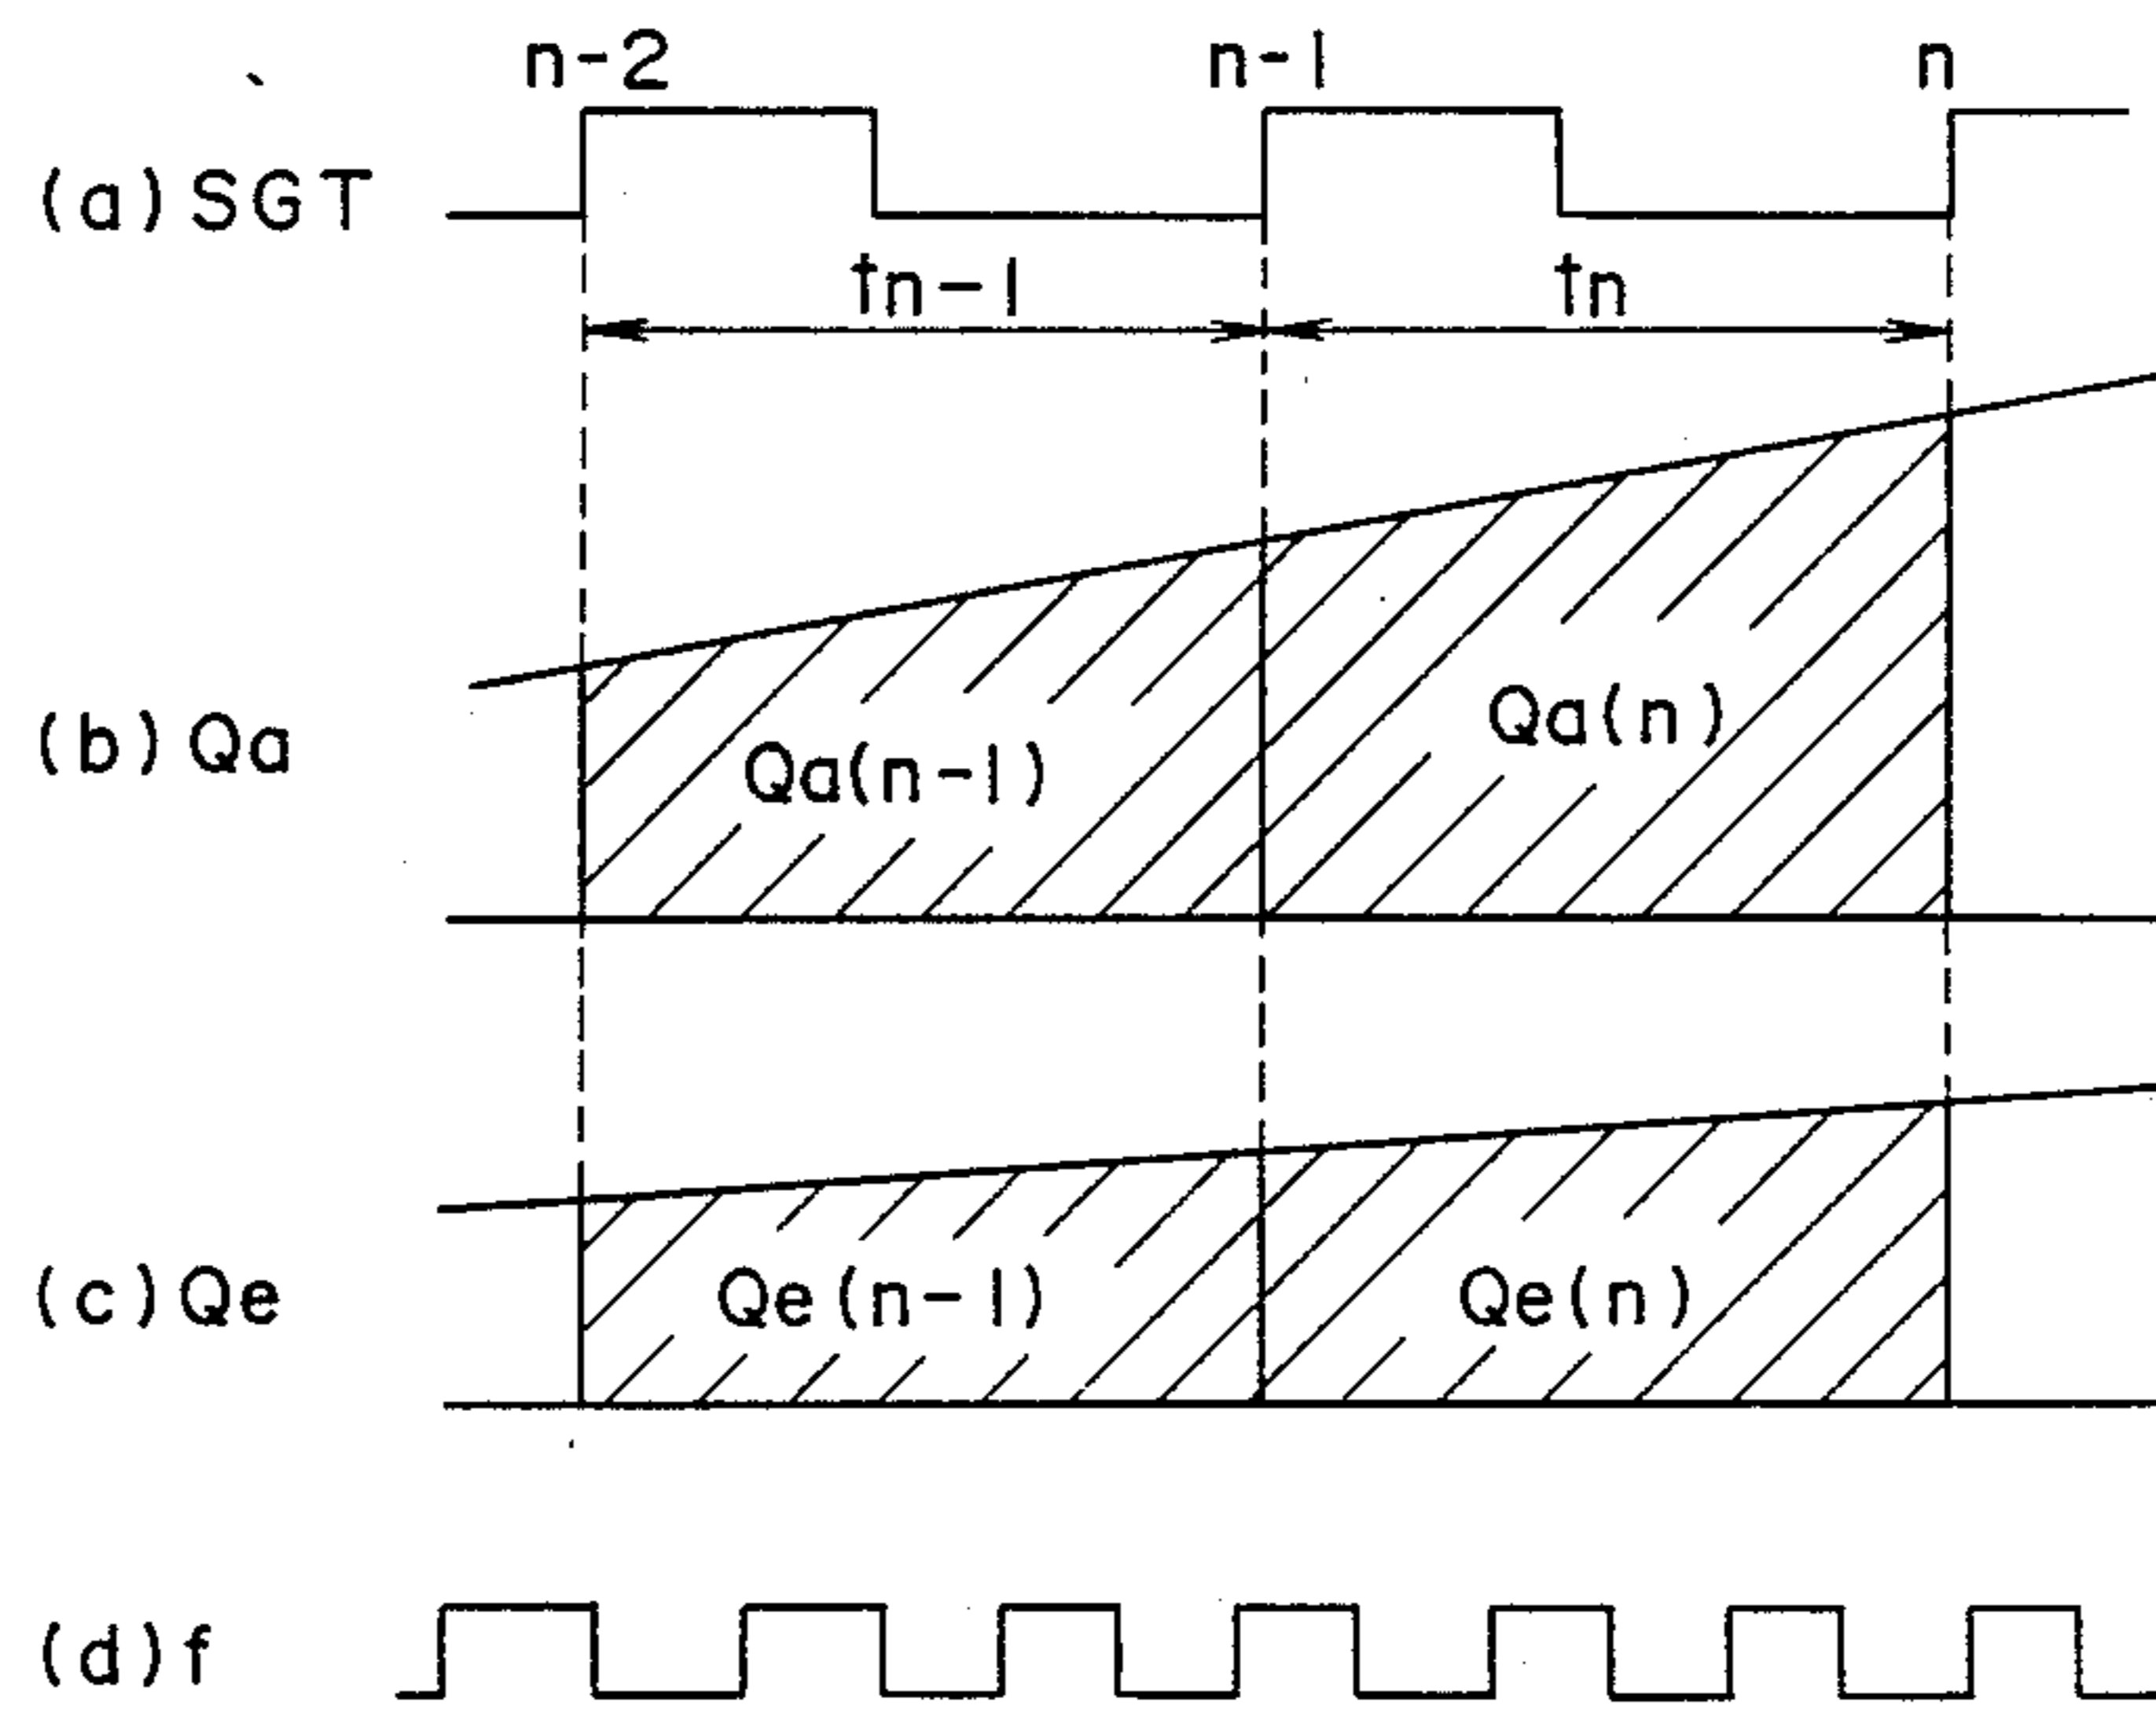 n-2 n-1 n
(a) SGT
tn-1 tn
(b) Qa
Qa(n-1) Qa(n)
(c) Qe
Qe(n-1) Qe(n)
(d) f